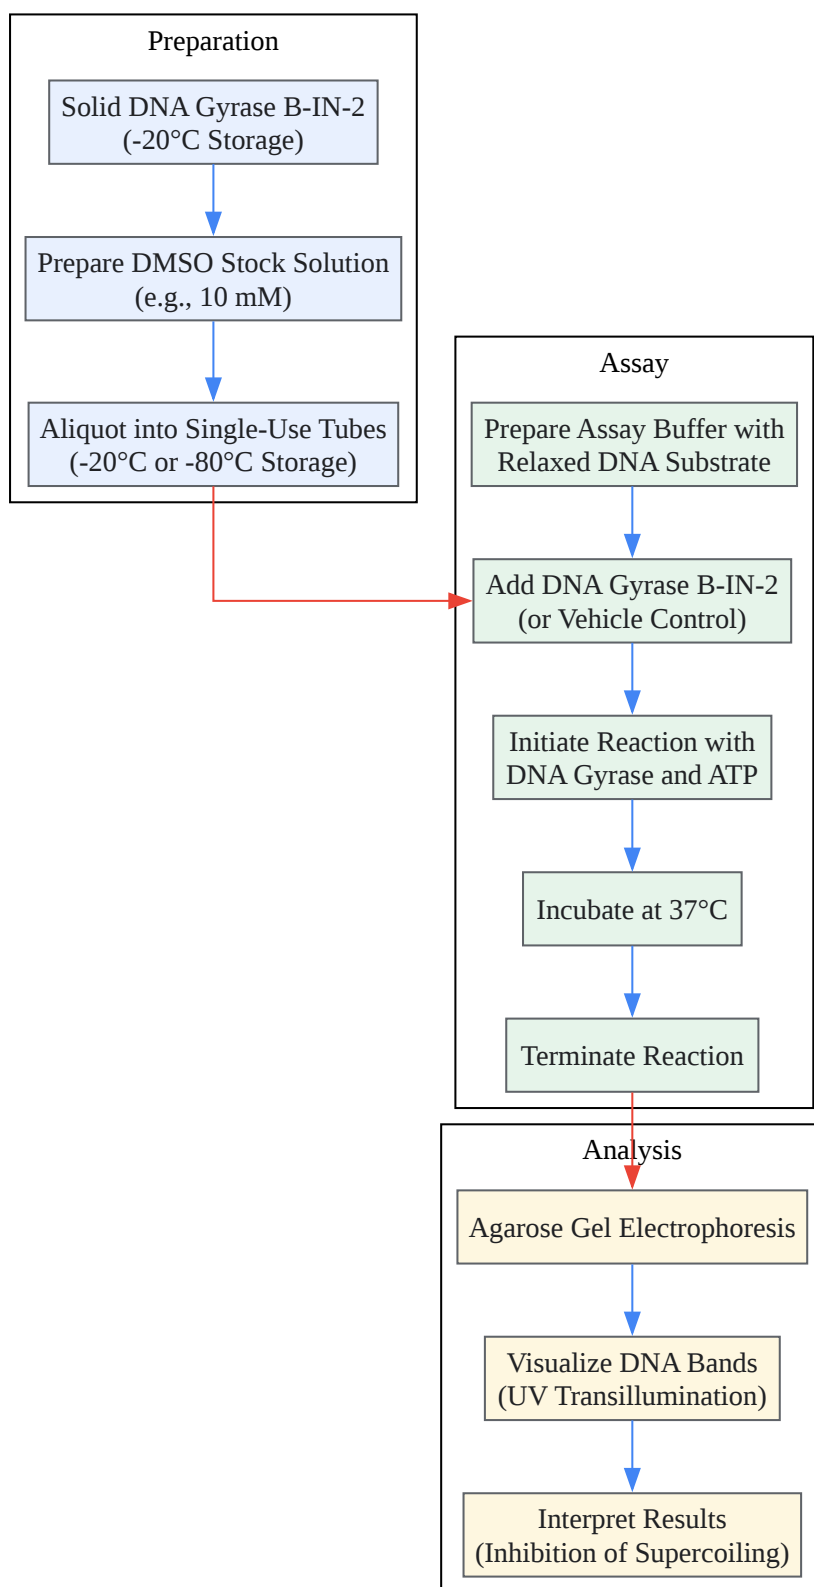 Preparation
Solid DNA Gyrase B-IN-2
(-20°C Storage)
Prepare DMSO Stock Solution
(e.g., 10 mM)
Aliquot into Single-Use Tubes
(-20°C or -80°C Storage)
Assay
Prepare Assay Buffer with
Relaxed DNA Substrate
Add DNA Gyrase B-IN-2
(or Vehicle Control)
Initiate Reaction with
DNA Gyrase and ATP
Incubate at 37°C
Terminate Reaction
Analysis
Agarose Gel Electrophoresis
Visualize DNA Bands
(UV Transillumination)
Interpret Results
(Inhibition of Supercoiling)